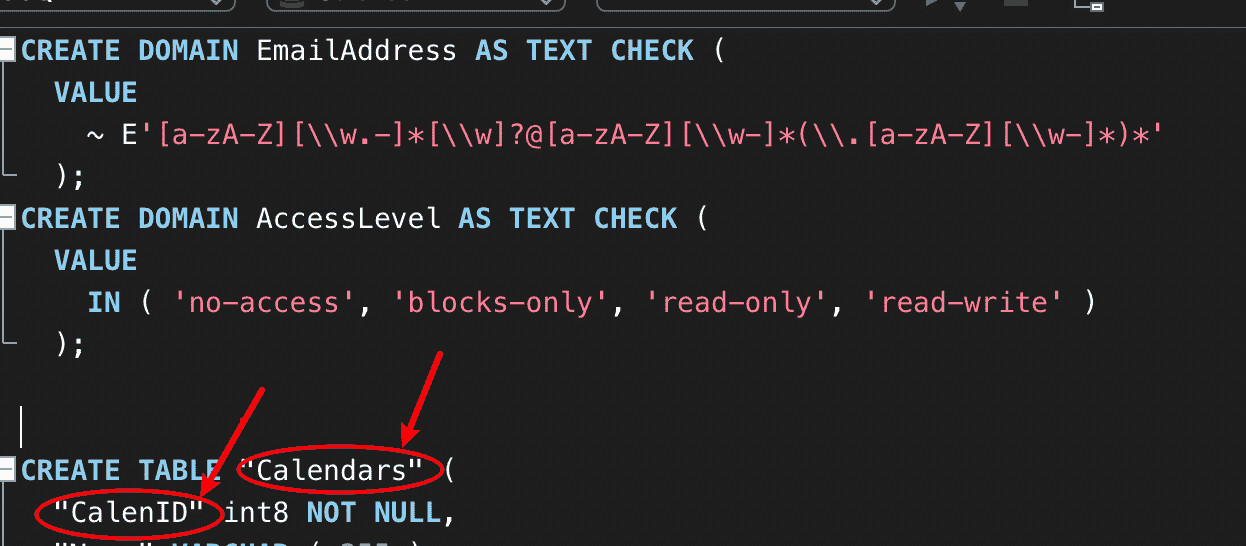 CREATE DOMAIN EmailAddress AS TEXT CHECK (
VALUE
~ E'[a-zA-Z][\\w.-]*[\\w]?@[a-zA-Z][\\w-]*(\\.[a-zA-Z][\\w-]*)*'
);
CREATE DOMAIN AccessLevel AS TEXT CHECK (
VALUE
IN ( 'no-access', 'blocks-only', 'read-only', 'read-write' )
);
CREATE TABLE "Calendars" (
"CalenID" int8 NOT NULL,